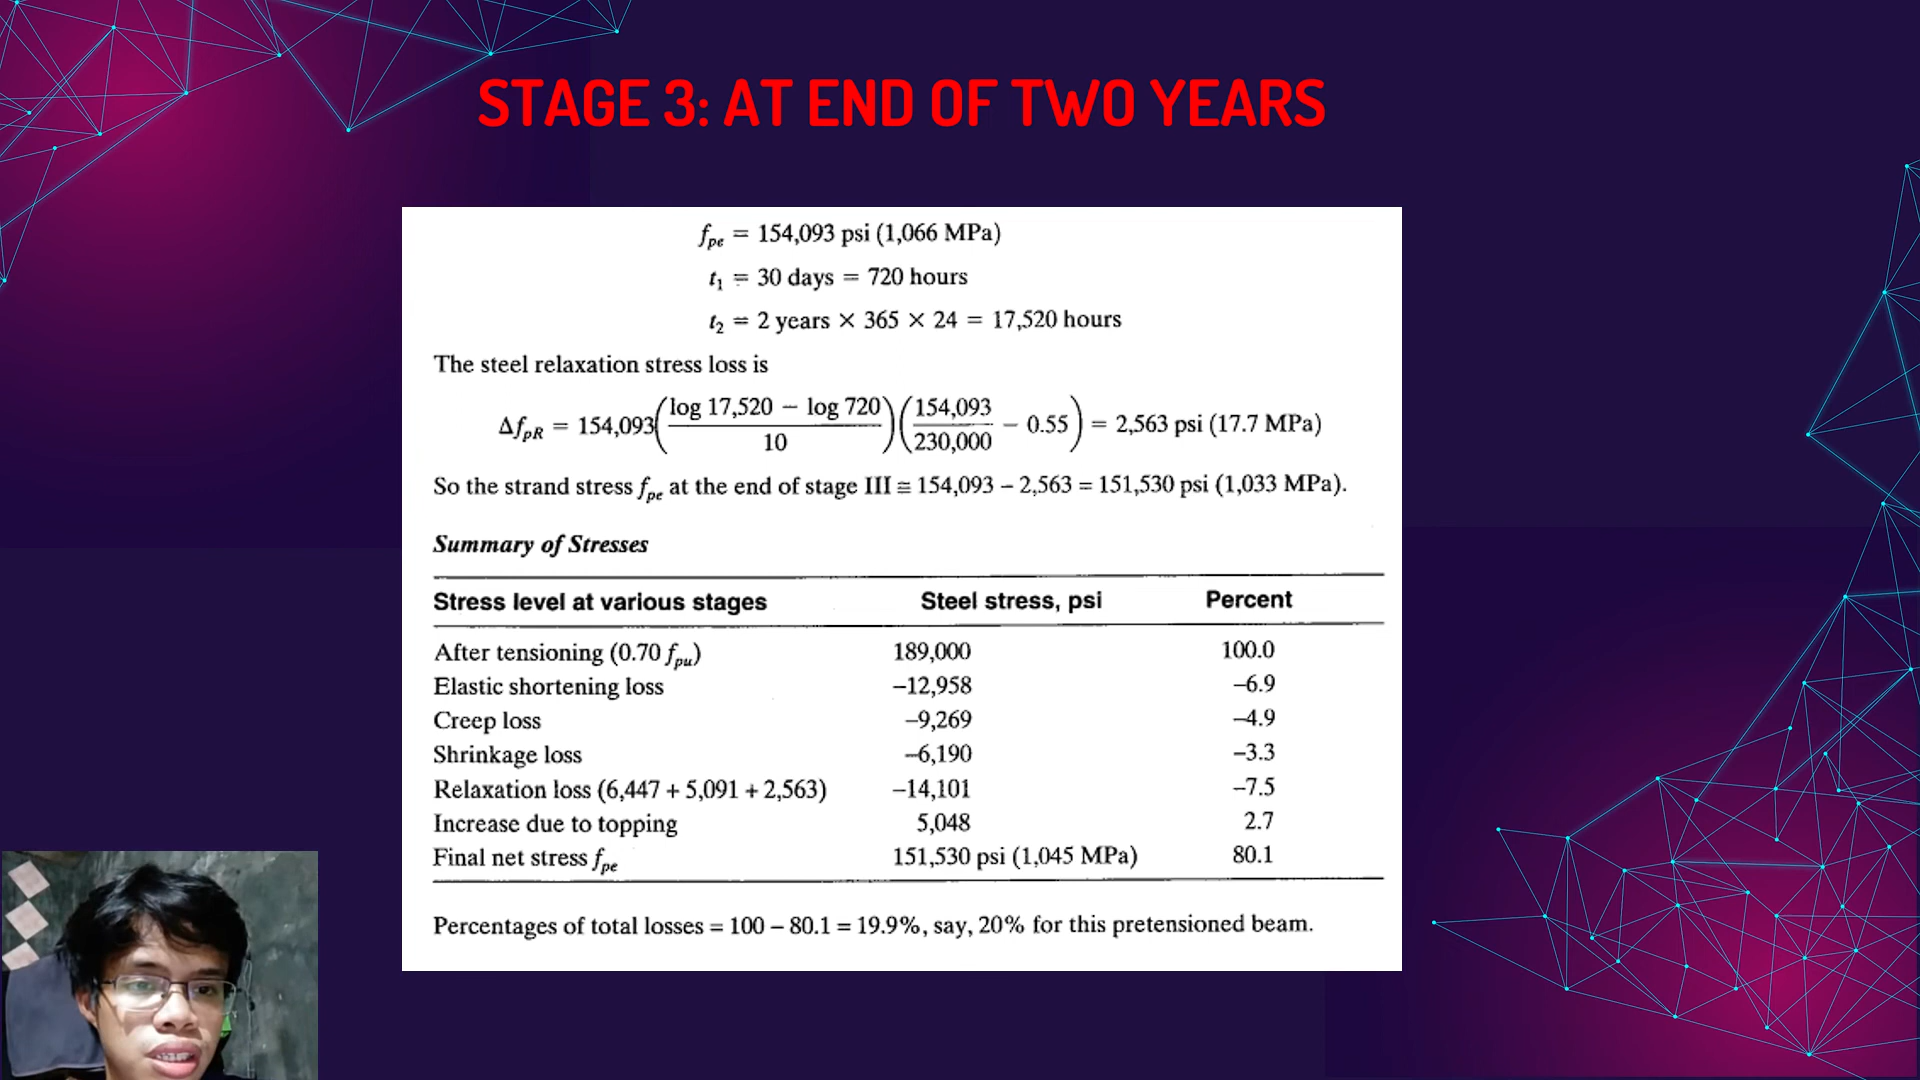 STAGE 3: AT END OF TWO YEARS
fpe = 154,093 psi (1,066 MPa)
t1 = 30 days = 720 hours
t2 = 2 years × 365 × 24 = 17,520 hours
The steel relaxation stress loss is
ΔfpR = 154,093((log 17,520 − log 720)/10)(154,093/230,000 − 0.55) = 2,563 psi (17.7 MPa)
So the strand stress fpe at the end of stage III ≅ 154,093 – 2,563 = 151,530 psi (1,033 MPa).
Summary of Stresses
Stress level at various stages Steel stress, psi Percent
After tensioning (0.70 fpu) 189,000 100.0
Elastic shortening loss –12,958 –6.9
Creep loss –9,269 –4.9
Shrinkage loss –6,190 –3.3
Relaxation loss (6,447 + 5,091 + 2,563) –14,101 –7.5
Increase due to topping 5,048 2.7
Final net stress fpe 151,530 psi (1,045 MPa) 80.1
Percentages of total losses = 100 – 80.1 = 19.9%, say, 20% for this pretensioned beam.